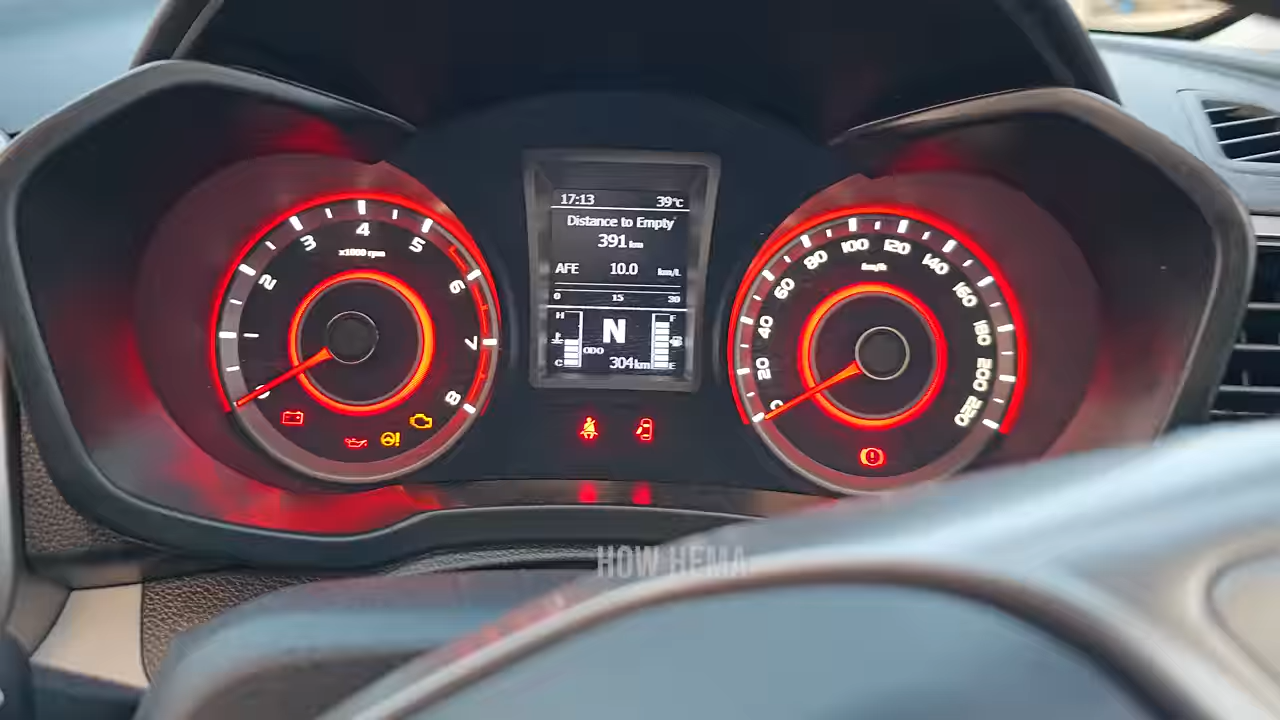 17:13 39°C
Distance to Empty
391 km
AFE 10.0 km/L
0 15 30
H F
N
ODO
C 304km E
0 1 2 3 4 5 6 7 8
x1000 rpm
0 20 40 60 80 100 120 140 160 180 200 220
km/h
HOW HEMA